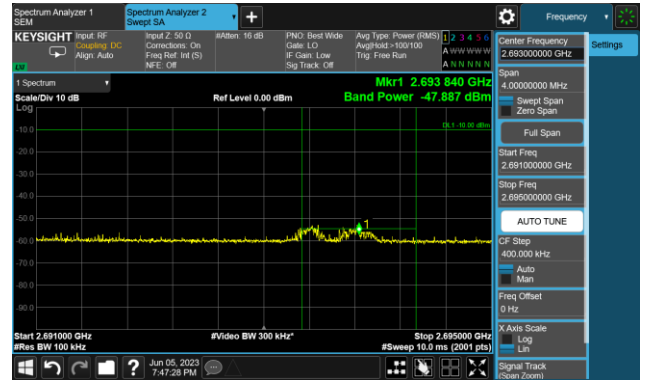 Spectrum Analyzer 1
SEM
Spectrum Analyzer 2
Swept SA
Frequency
KEYSIGHT
Input: RF
Coupling: DC
Align: Auto
Input Z: 50 Ω
Corrections: On
Freq Ref: Int (S)
NFE: Off
#Atten: 16 dB
PNO: Best Wide
Gate: LO
IF Gain: Low
Sig Track: Off
Avg Type: Power (RMS)
Avg|Hold:>100/100
Trig: Free Run
1 2 3 4 5 6
A W W W W W
A N N N N N
LW
1 Spectrum
Scale/Div 10 dB
Log
Ref Level 0.00 dBm
Mkr1 2.693 840 GHz
Band Power -47.887 dBm
DL1 -10.00 dBm
-10.0
-20.0
-30.0
-40.0
-50.0
-60.0
-70.0
-80.0
-90.0
1
Start 2.691000 GHz
#Res BW 100 kHz
#Video BW 300 kHz*
Stop 2.695000 GHz
#Sweep 10.0 ms (2001 pts)
?
Jun 05, 2023
7:47:28 PM
Settings
Center Frequency
2.693000000 GHz
Span
4.00000000 MHz
Swept Span
Zero Span
Full Span
Start Freq
2.691000000 GHz
Stop Freq
2.695000000 GHz
AUTO TUNE
CF Step
400.000 kHz
Auto
Man
Freq Offset
0 Hz
X Axis Scale
Log
Lin
Signal Track
(Span Zoom)